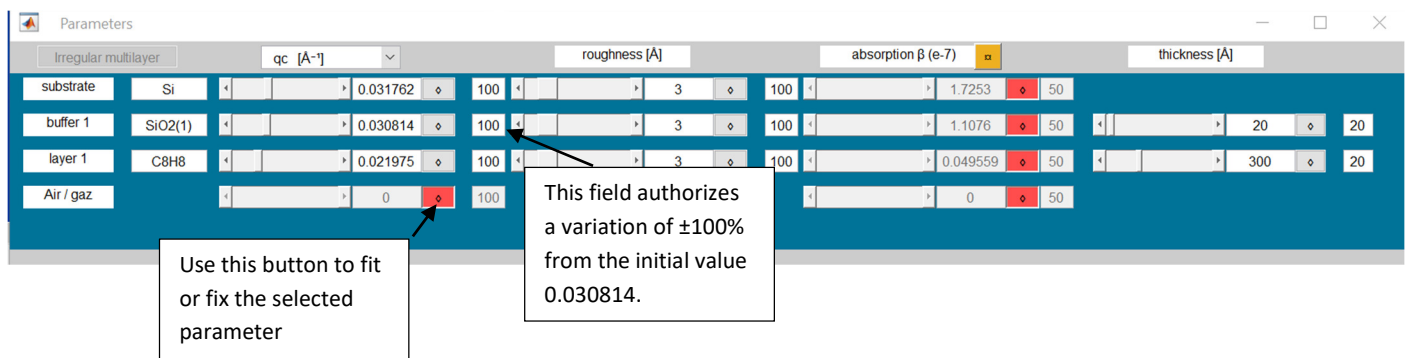 Parameters
Irregular multilayer qc [Å⁻¹] roughness [Å] absorption β (e-7) ¤ thickness [Å]
substrate Si 0.031762 ◊ 100 3 ◊ 100 1.7253 ◊ 50
buffer 1 SiO2(1) 0.030814 ◊ 100 3 ◊ 100 1.1076 ◊ 50 20 ◊ 20
layer 1 C8H8 0.021975 ◊ 100 3 ◊ 100 0.049559 ◊ 50 300 ◊ 20
Air / gaz 0 ◊ 100 0 ◊ 50
This field authorizes
a variation of ±100%
from the initial value
0.030814.
Use this button to fit
or fix the selected
parameter